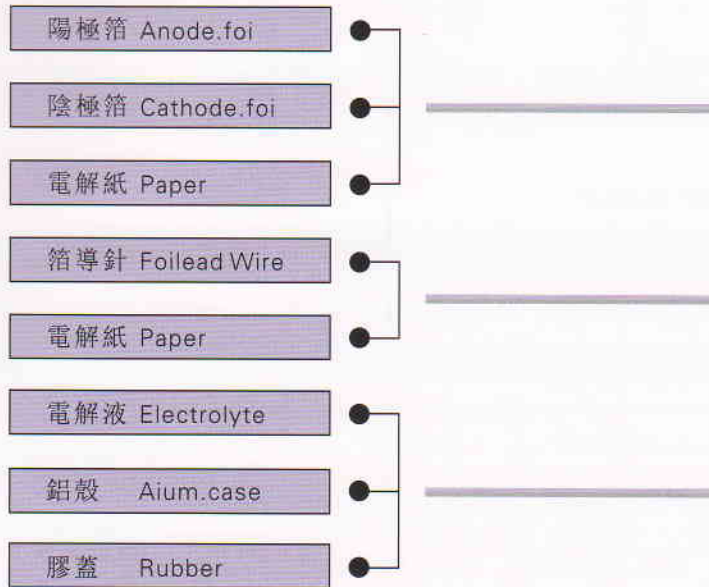 陽極箔 Anode.foi
陰極箔 Cathode.foi
電解紙 Paper
箔導針 Foilead Wire
電解紙 Paper
電解液 Electrolyte
鋁殼 Aium.case
膠蓋 Rubber